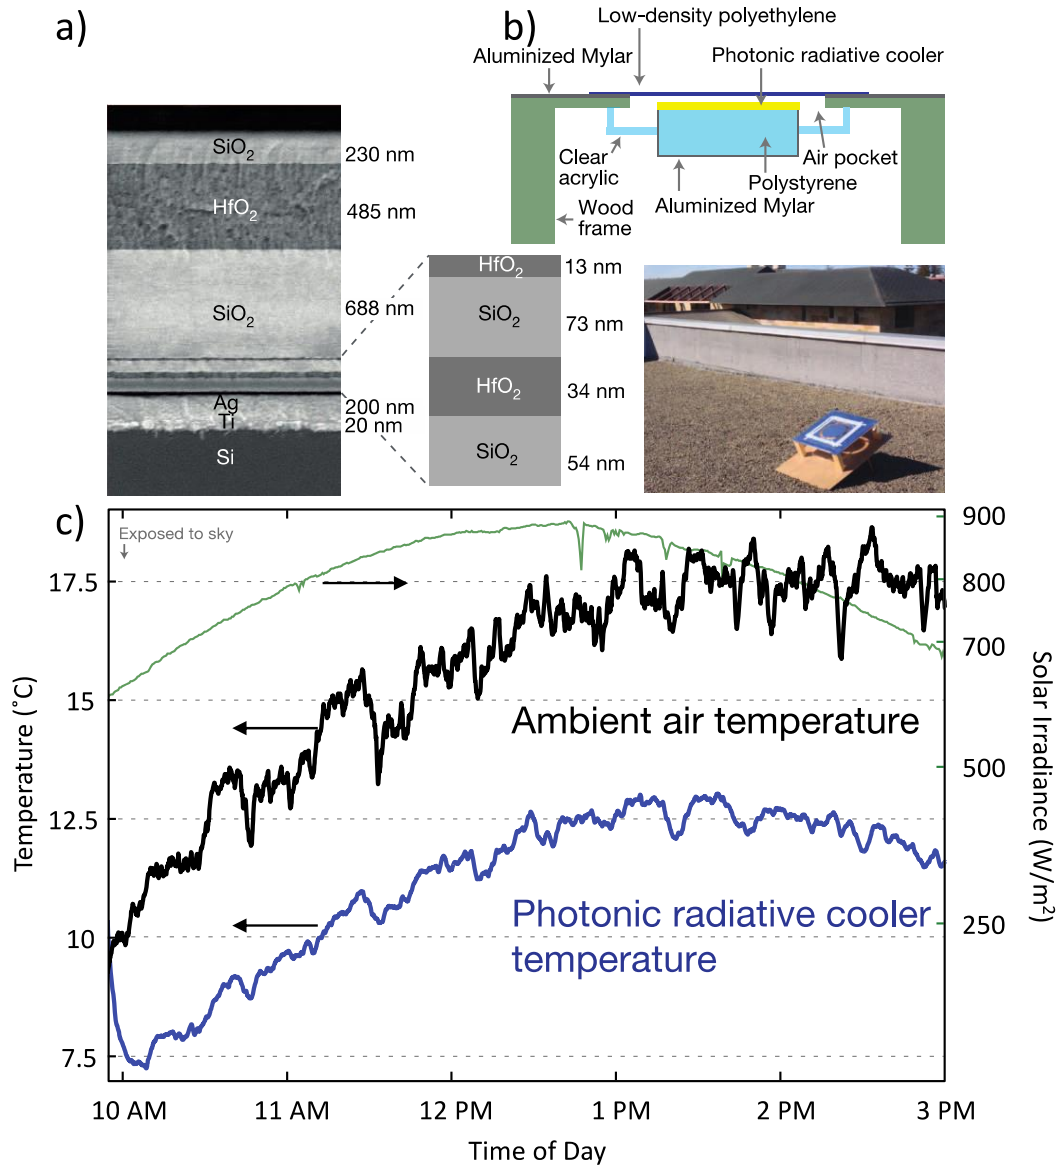 a)
SiO2
230 nm
HfO2
485 nm
SiO2
688 nm
Ag
200 nm
Ti
20 nm
Si
HfO2
13 nm
SiO2
73 nm
HfO2
34 nm
SiO2
54 nm
b)
Low-density polyethylene
Aluminized Mylar
Photonic radiative cooler
Clear
acrylic
Air pocket
Polystyrene
Aluminized Mylar
Wood
frame
c)
Exposed to sky
17.5
15
12.5
10
7.5
Temperature (°C)
900
800
700
500
250
Solar Irradiance (W/m2)
Ambient air temperature
Photonic radiative cooler
temperature
10 AM
11 AM
12 PM
1 PM
2 PM
3 PM
Time of Day